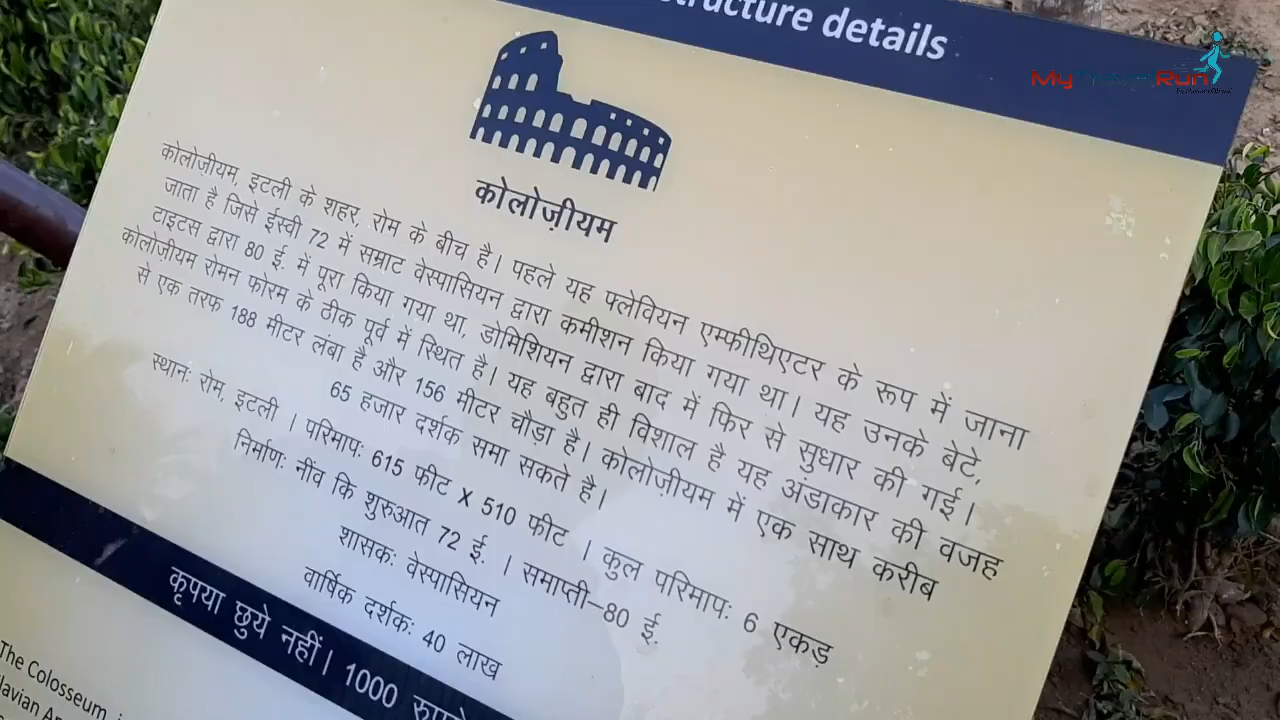 structure details
MyTravelRun
कोलोज़ीयम
कोलोज़ीयम, इटली के शहर, रोम के बीच है। पहले यह फ्लेवियन एम्फीथिएटर के रूप में जाना
जाता है जिसे ईस्वी 72 में सम्राट वेस्पासियन द्वारा कमीशन किया गया था। यह उनके बेटे,
टाइटस द्वारा 80 ई. में पूरा किया गया था, डोमिशियन द्वारा बाद में फिर से सुधार की गई।
कोलोज़ीयम रोमन फोरम के ठीक पूर्व में स्थित है। यह बहुत ही विशाल है यह अंडाकार की वजह
से एक तरफ 188 मीटर लंबा है और 156 मीटर चौड़ा है। कोलोज़ीयम में एक साथ करीब
65 हजार दर्शक समा सकते है।
स्थानः रोम, इटली । परिमापः 615 फीट X 510 फीट । कुल परिमापः 6 एकड़
निर्माणः नींव कि शुरुआत 72 ई. । समाप्ती–80 ई.
शासकः वेस्पासियन
वार्षिक दर्शकः 40 लाख
कृपया छुये नहीं। 1000
The Colosseum,